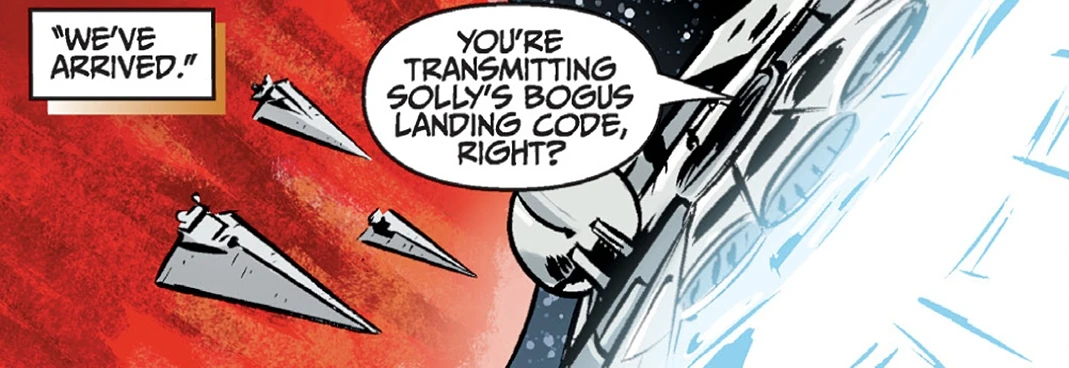 "WE'VE
ARRIVED."
YOU'RE
TRANSMITTING
SOLLY'S BOGUS
LANDING CODE,
RIGHT?